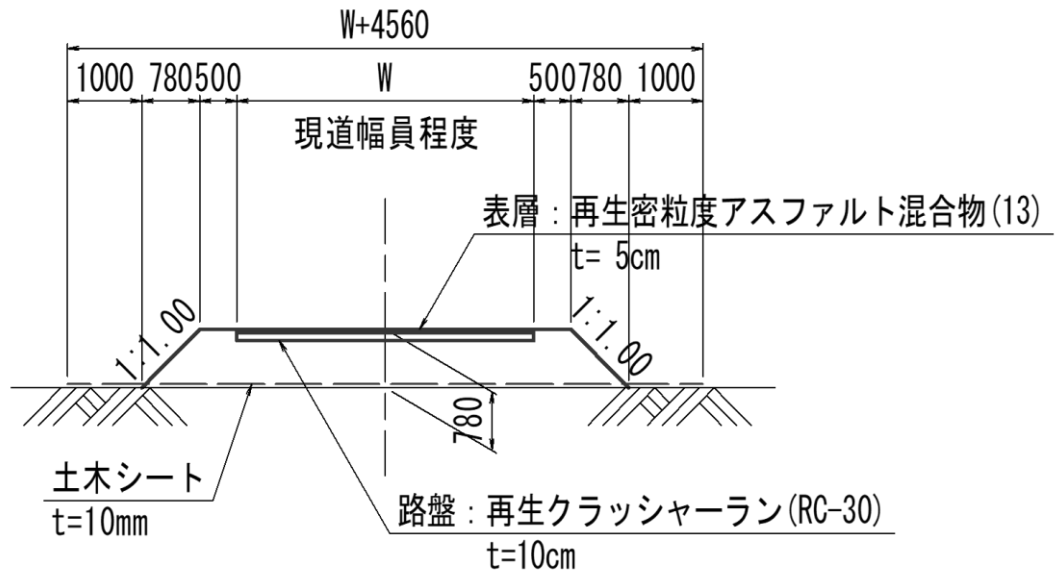 W+4560
1000 780 500 W 500 780 1000
現道幅員程度
表層：再生密粒度アスファルト混合物(13)
t= 5cm
1:1.00
1:1.00
780
土木シート
t=10mm
路盤：再生クラッシャーラン(RC-30)
t=10cm